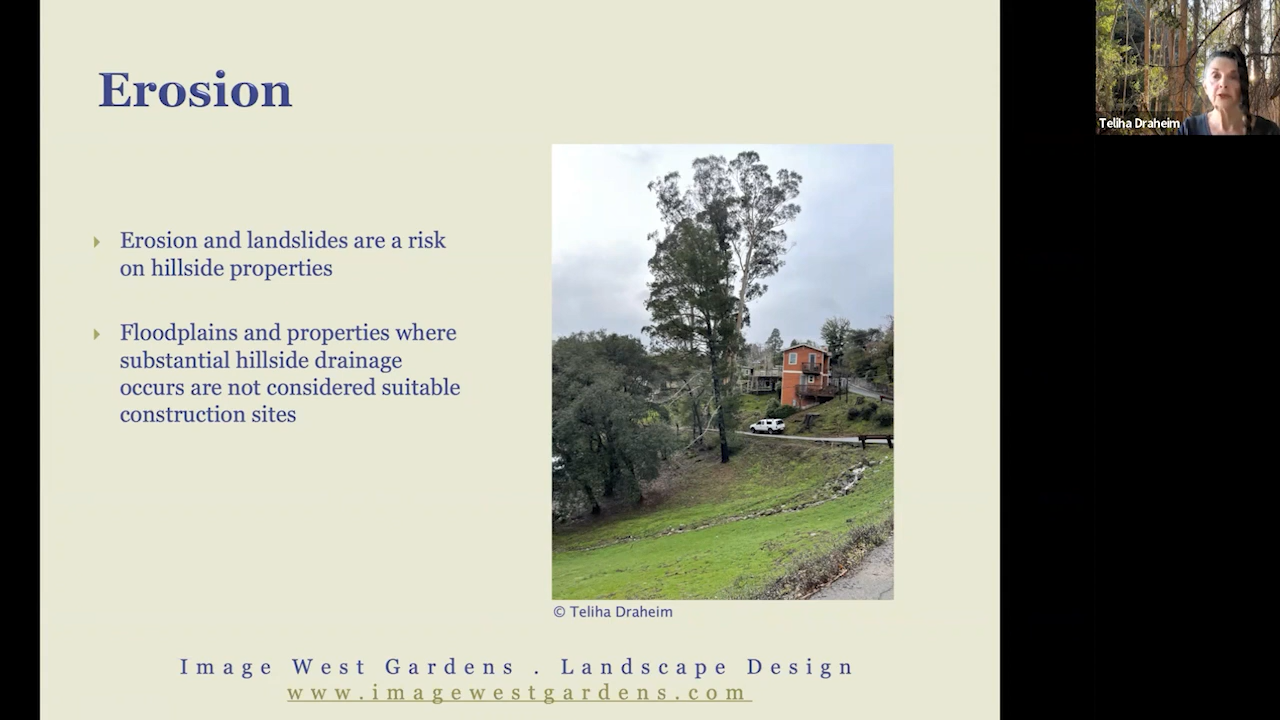 Erosion
Erosion and landslides are a risk
on hillside properties
Floodplains and properties where
substantial hillside drainage
occurs are not considered suitable
construction sites
© Teliha Draheim
Image West Gardens . Landscape Design
www.imagewestgardens.com
Teliha Draheim